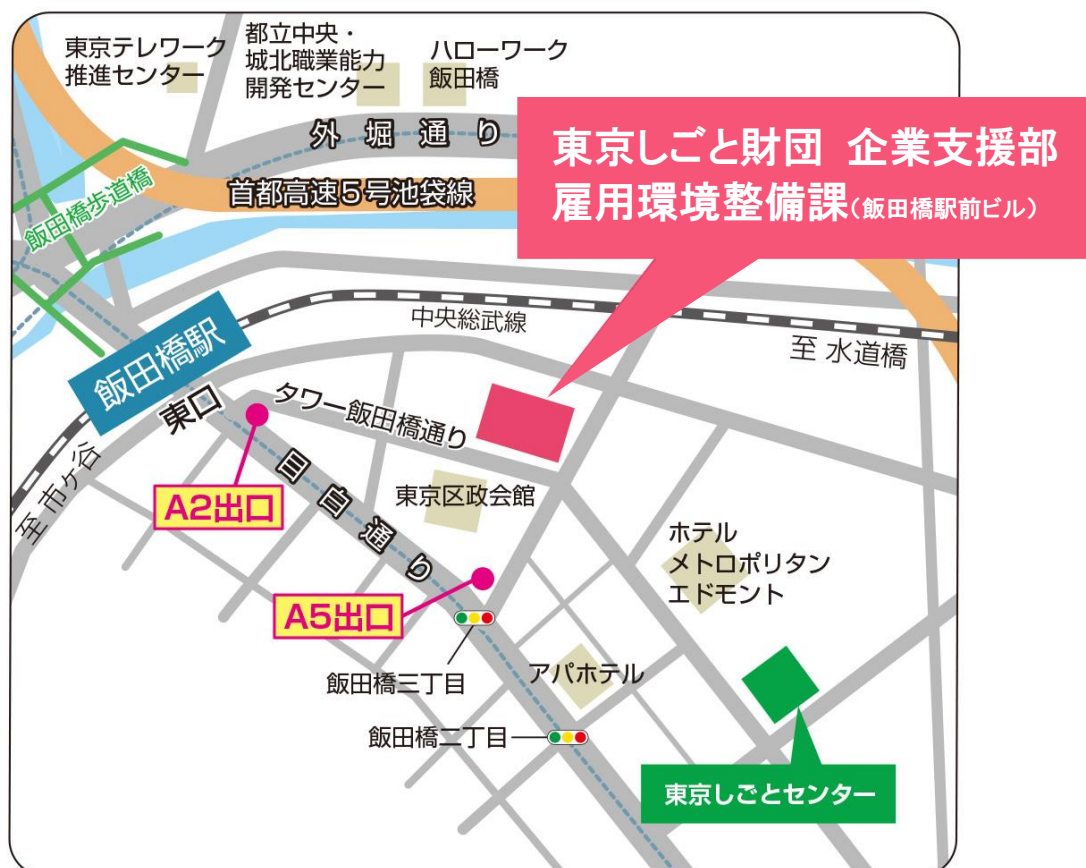 東京テレワーク
推進センター
都立中央・
城北職業能力
開発センター
ハローワーク
飯田橋
外堀通り
東京しごと財団 企業支援部
雇用環境整備課(飯田橋駅前ビル)
首都高速5号池袋線
飯田橋歩道橋
中央総武線
至 水道橋
飯田橋駅
東口
タワー飯田橋通り
至 市ヶ谷
A2出口
目白通り
東京区政会館
ホテル
メトロポリタン
エドモント
A5出口
飯田橋三丁目
アパホテル
飯田橋二丁目
東京しごとセンター